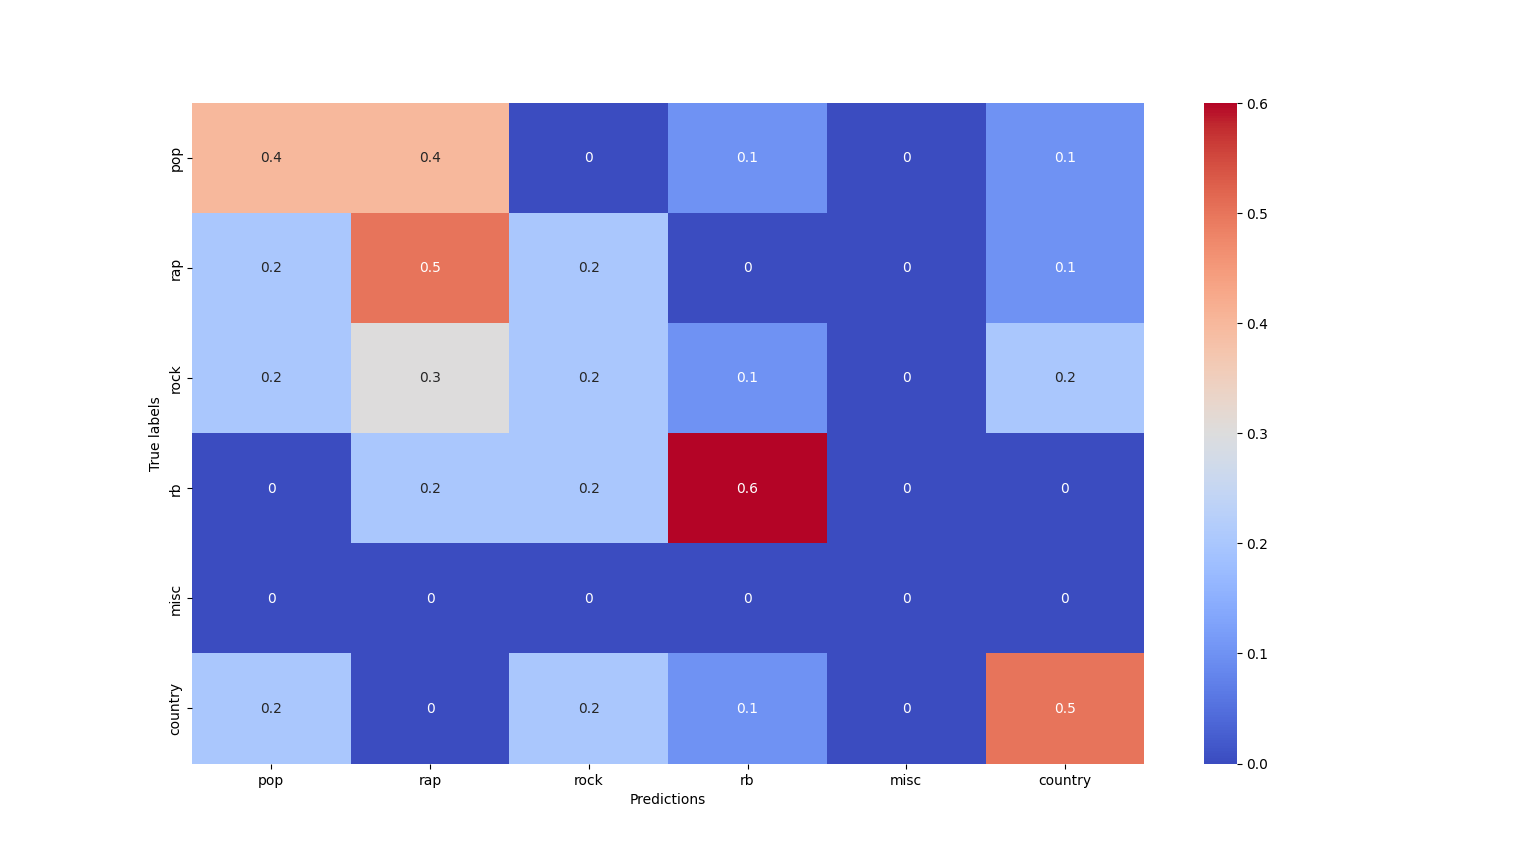 pop 0.4 0.4 0 0.1 0 0.1
rap 0.2 0.5 0.2 0 0 0.1
rock 0.2 0.3 0.2 0.1 0 0.2
rb 0 0.2 0.2 0.6 0 0
misc 0 0 0 0 0 0
country 0.2 0 0.2 0.1 0 0.5
True labels
pop rap rock rb misc country
Predictions
0.6
0.5
0.4
0.3
0.2
0.1
0.0